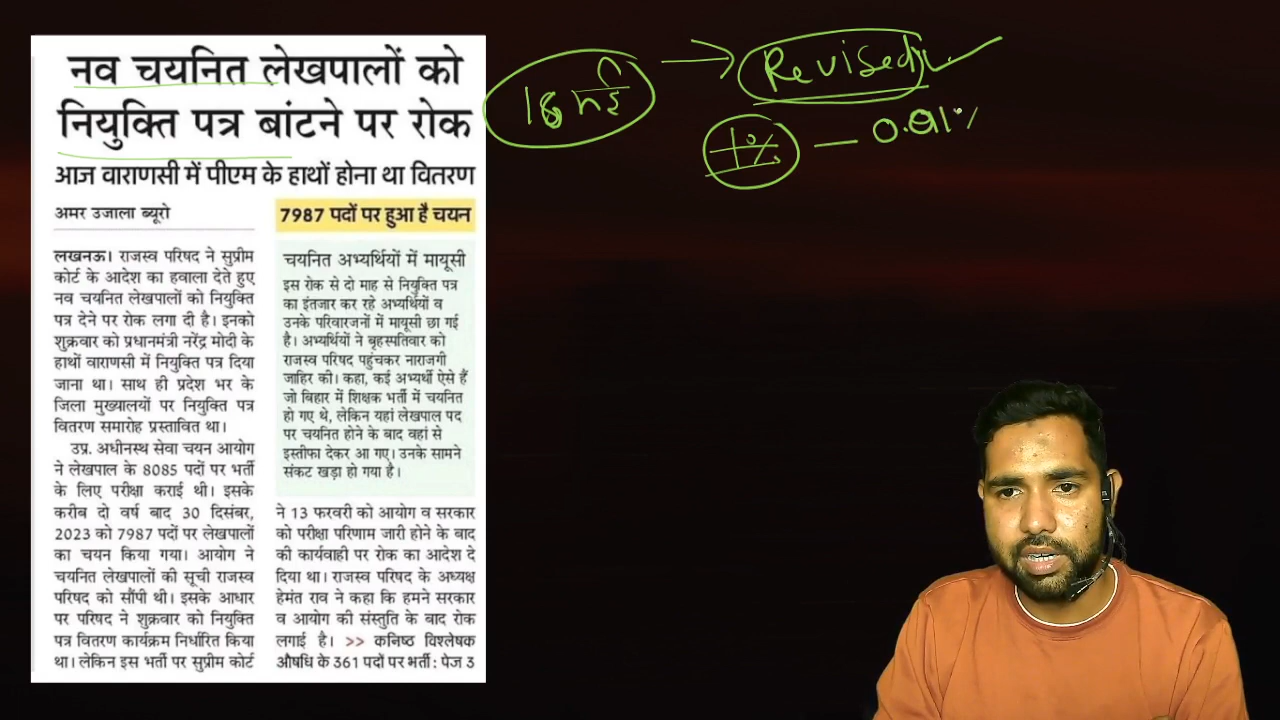 नव चयनित लेखपालों को
नियुक्ति पत्र बांटने पर रोक
आज वाराणसी में पीएम के हाथों होना था वितरण
अमर उजाला ब्यूरो
लखनऊ। राजस्व परिषद ने सुप्रीम
कोर्ट के आदेश का हवाला देते हुए
नव चयनित लेखपालों को नियुक्ति
पत्र देने पर रोक लगा दी है। इनको
शुक्रवार को प्रधानमंत्री नरेंद्र मोदी के
हाथों वाराणसी में नियुक्ति पत्र दिया
जाना था। साथ ही प्रदेश भर के
जिला मुख्यालयों पर नियुक्ति पत्र
वितरण समारोह प्रस्तावित था।
उप्र. अधीनस्थ सेवा चयन आयोग
ने लेखपाल के 8085 पदों पर भर्ती
के लिए परीक्षा कराई थी। इसके
करीब दो वर्ष बाद 30 दिसंबर,
2023 को 7987 पदों पर लेखपालों
का चयन किया गया। आयोग ने
चयनित लेखपालों की सूची राजस्व
परिषद को सौंपी थी। इसके आधार
पर परिषद ने शुक्रवार को नियुक्ति
पत्र वितरण कार्यक्रम निर्धारित किया
था। लेकिन इस भर्ती पर सुप्रीम कोर्ट
7987 पदों पर हुआ है चयन
चयनित अभ्यर्थियों में मायूसी
इस रोक से दो माह से नियुक्ति पत्र
का इंतजार कर रहे अभ्यर्थियों व
उनके परिवारजनों में मायूसी छा गई
है। अभ्यर्थियों ने बृहस्पतिवार को
राजस्व परिषद पहुंचकर नाराजगी
जाहिर की। कहा, कई अभ्यर्थी ऐसे हैं
जो बिहार में शिक्षक भर्ती में चयनित
हो गए थे, लेकिन यहां लेखपाल पद
पर चयनित होने के बाद वहां से
इस्तीफा देकर आ गए। उनके सामने
संकट खड़ा हो गया है।
ने 13 फरवरी को आयोग व सरकार
को परीक्षा परिणाम जारी होने के बाद
की कार्यवाही पर रोक का आदेश दे
दिया था। राजस्व परिषद के अध्यक्ष
हेमंत राव ने कहा कि हमने सरकार
व आयोग की संस्तुति के बाद रोक
लगाई है। >> कनिष्ठ विश्लेषक
औषधि के 361 पदों पर भर्ती : पेज 3
Revised
1% — 0.91%